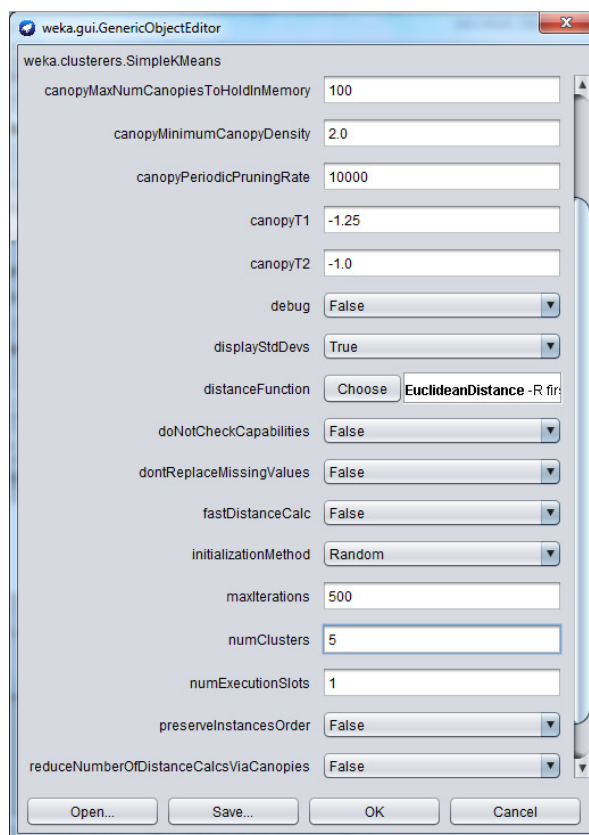 weka.gui.GenericObjectEditor
weka.clusterers.SimpleKMeans
canopyMaxNumCanopiesToHoldInMemory 100
canopyMinimumCanopyDensity 2.0
canopyPeriodicPruningRate 10000
canopyT1 -1.25
canopyT2 -1.0
debug False
displayStdDevs True
distanceFunction Choose EuclideanDistance -R firs
doNotCheckCapabilities False
dontReplaceMissingValues False
fastDistanceCalc False
initializationMethod Random
maxIterations 500
numClusters 5
numExecutionSlots 1
preserveInstancesOrder False
reduceNumberOfDistanceCalcsViaCanopies False
Open... Save... OK Cancel